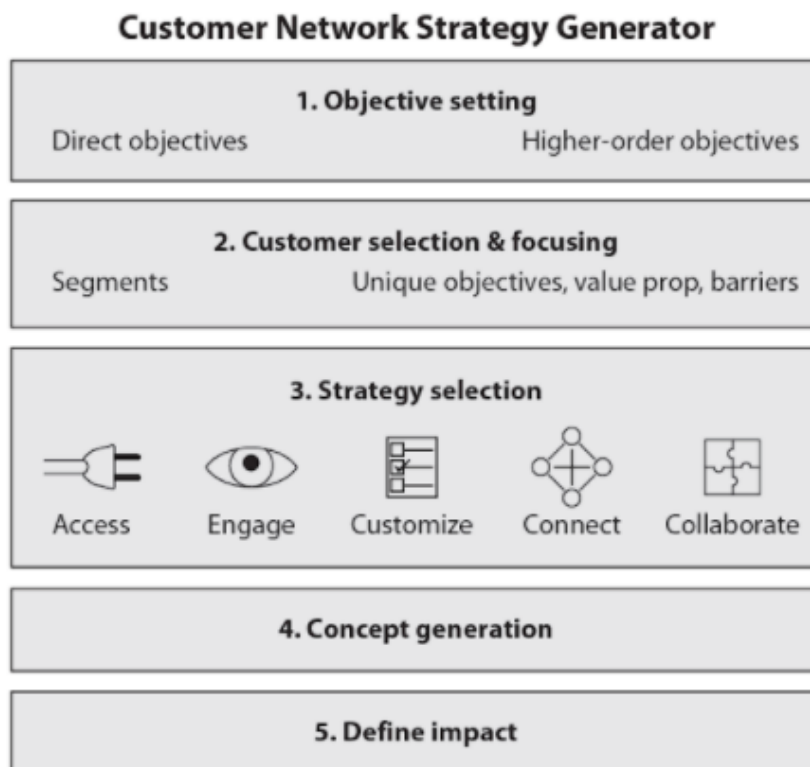 Customer Network Strategy Generator
1. Objective setting
Direct objectives Higher-order objectives
2. Customer selection & focusing
Segments Unique objectives, value prop, barriers
3. Strategy selection
Access Engage Customize Connect Collaborate
4. Concept generation
5. Define impact